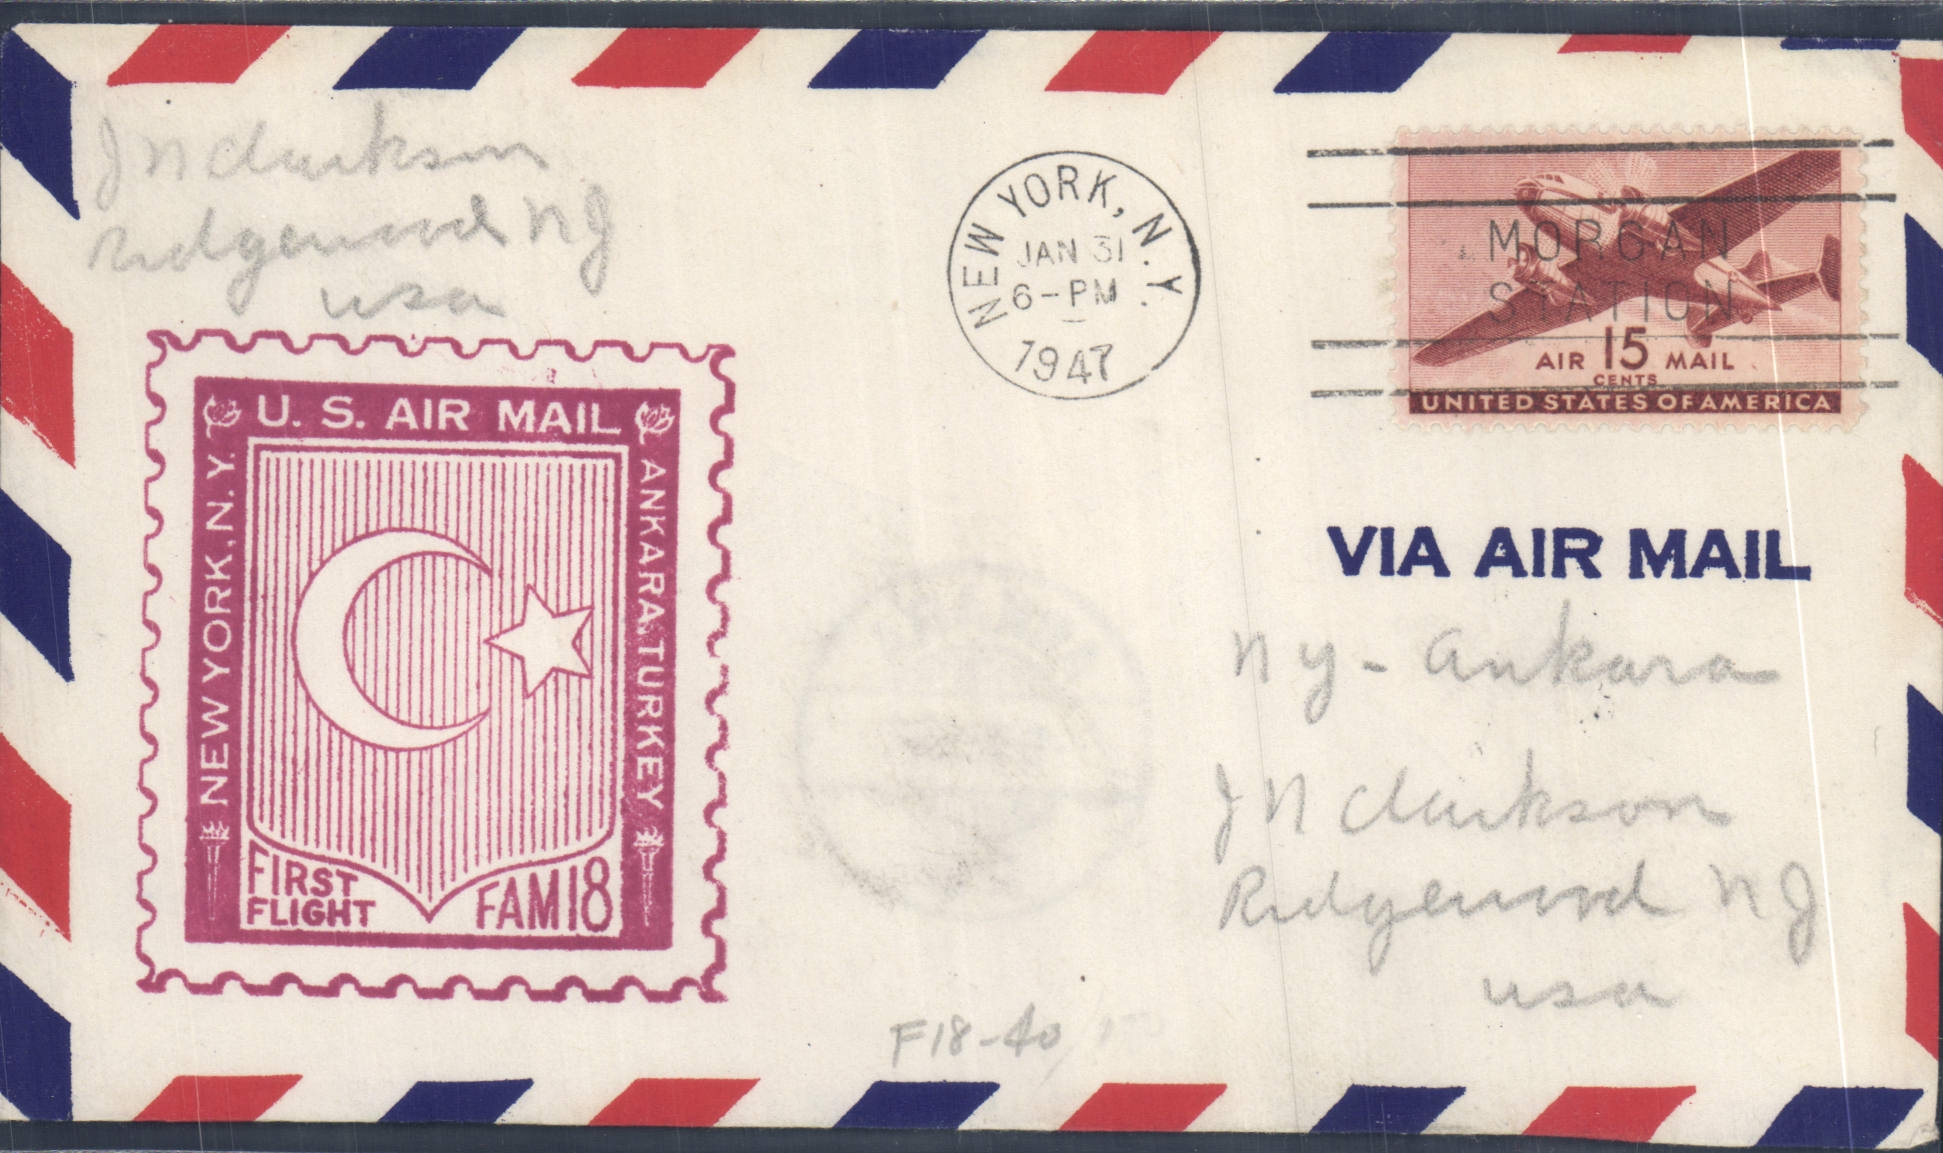 J N Clarkson
Ridgewood NJ
usa
NEW YORK, N.Y.
JAN 31
6-PM
1947
MORGAN
STATION
AIR 15 MAIL
CENTS
UNITED STATES OF AMERICA
U. S. AIR MAIL
NEW YORK, N.Y.
ANKARA, TURKEY
FIRST
FLIGHT
FAM 18
VIA AIR MAIL
NY - Ankara
J N Clarkson
Ridgewood NJ
usa
F18-40